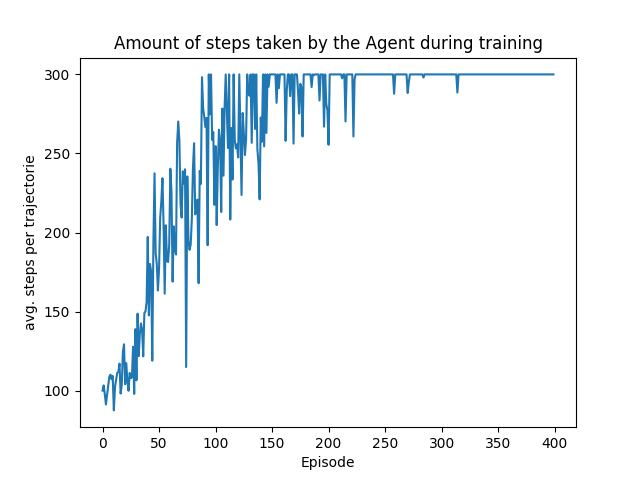 Amount of steps taken by the Agent during training
300
250
200
150
100
avg. steps per trajectorie
0 50 100 150 200 250 300 350 400
Episode